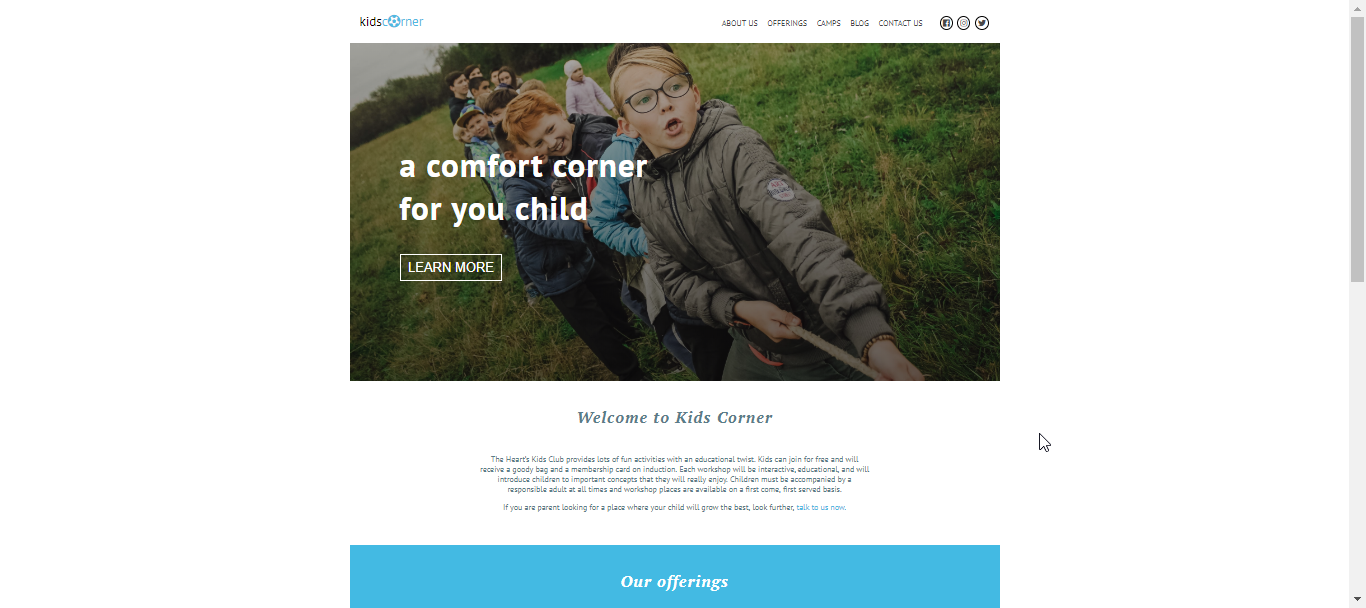 kidscorner
ABOUT US OFFERINGS CAMPS BLOG CONTACT US
a comfort corner
for you child
LEARN MORE
Welcome to Kids Corner
The Heart's Kids Club provides lots of fun activities with an educational twist. Kids can join for free and will
receive a goody bag and a membership card on induction. Each workshop will be interactive, educational, and will
introduce children to important concepts that they will really enjoy. Children must be accompanied by a
responsible adult at all times and workshop places are available on a first come, first served basis.
If you are parent looking for a place where your child will grow the best, look further, talk to us now.
Our offerings